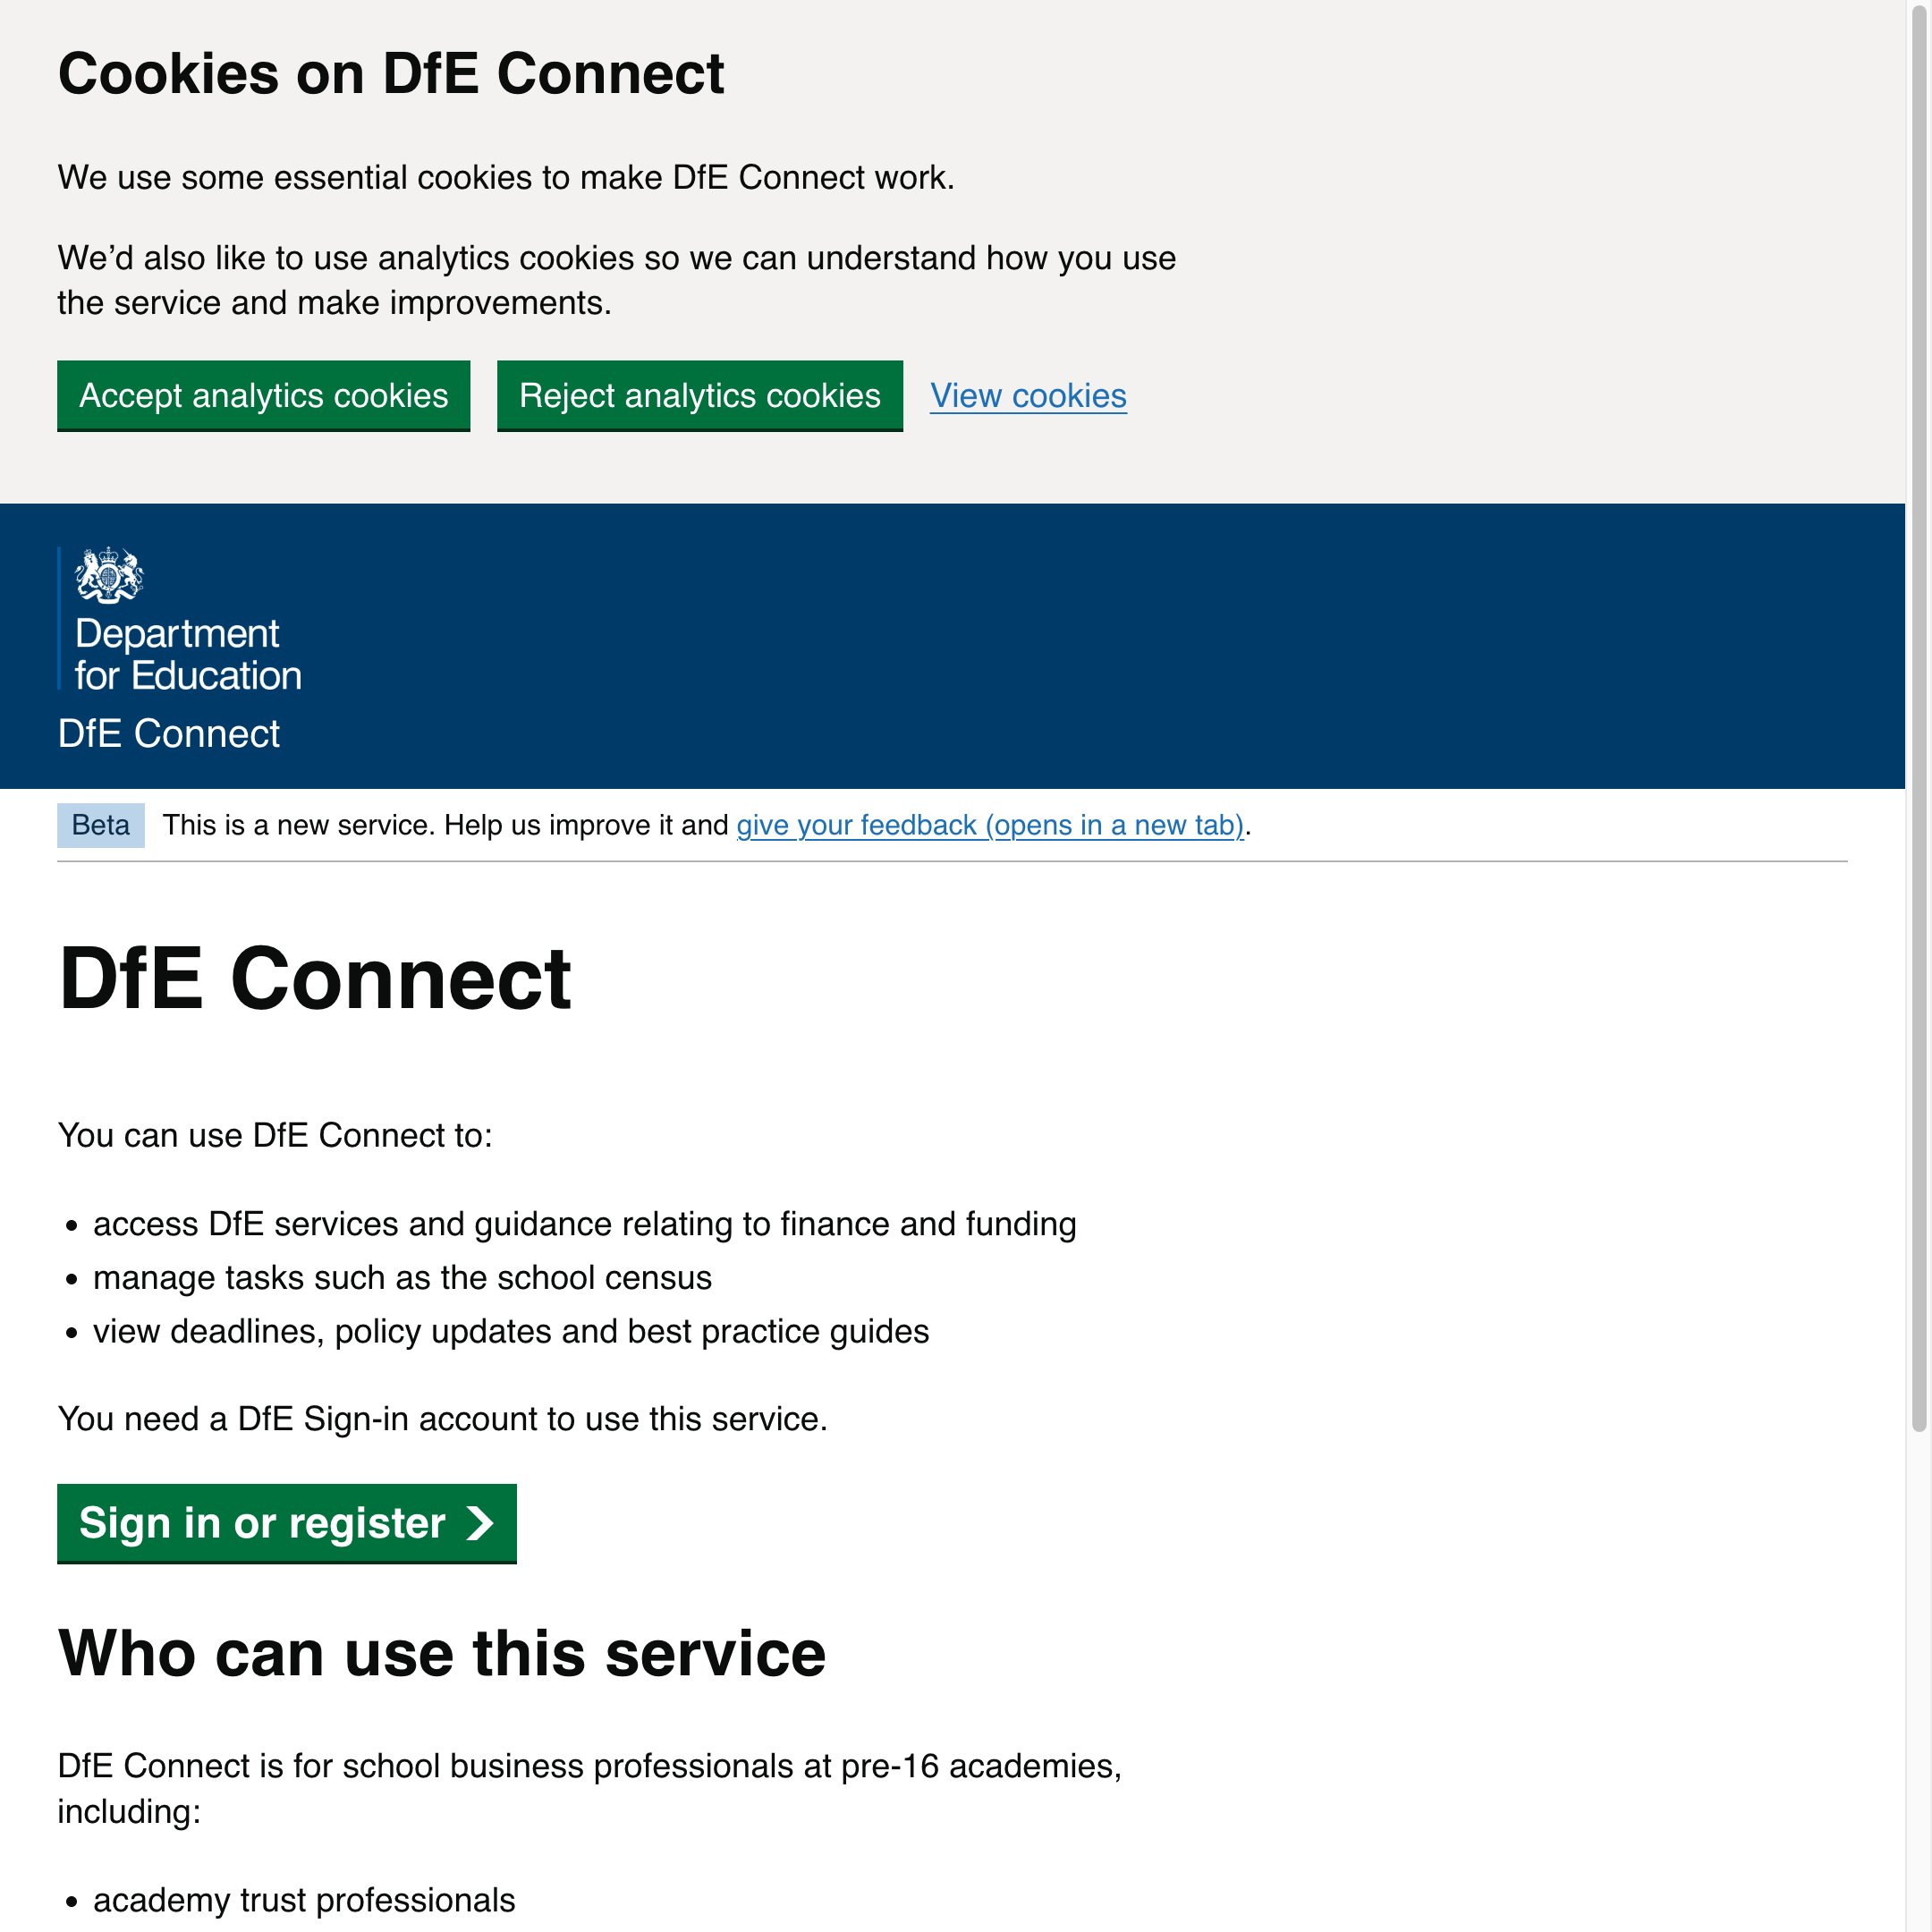 Cookies on DfE Connect
We use some essential cookies to make DfE Connect work.
We’d also like to use analytics cookies so we can understand how you use
the service and make improvements.
Accept analytics cookies
Reject analytics cookies
View cookies
Department
for Education
DfE Connect
Beta
This is a new service. Help us improve it and give your feedback (opens in a new tab).
DfE Connect
You can use DfE Connect to:
• access DfE services and guidance relating to finance and funding
• manage tasks such as the school census
• view deadlines, policy updates and best practice guides
You need a DfE Sign-in account to use this service.
Sign in or register
Who can use this service
DfE Connect is for school business professionals at pre-16 academies,
including:
• academy trust professionals